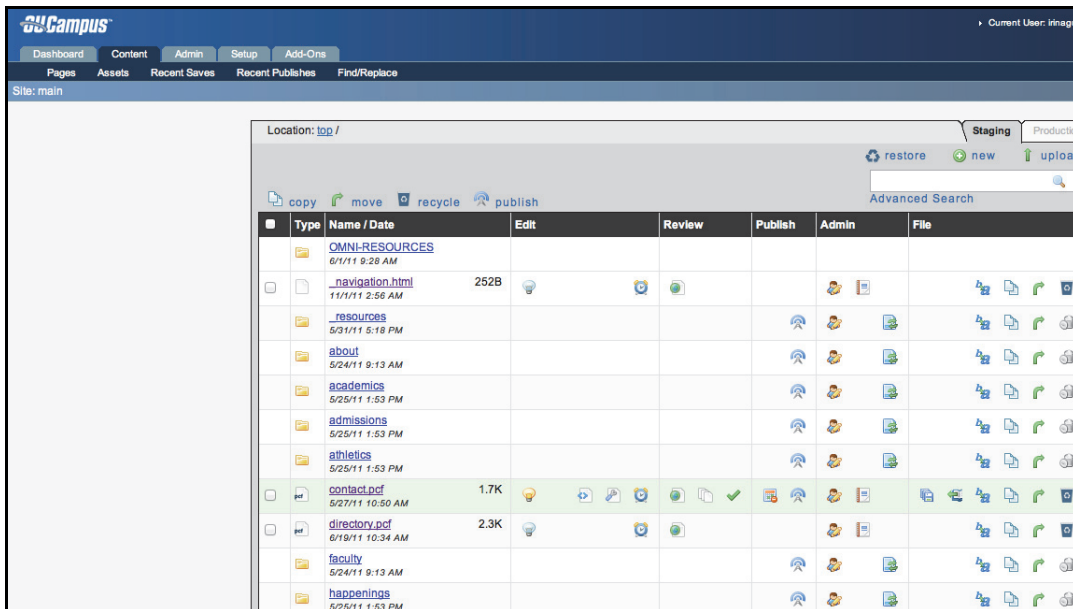 OUCampus
Current User:
Dashboard Content Admin Setup Add-Ons
Pages Assets Recent Saves Recent Publishes Find/Replace
Site: main
Location: top / Staging
restore new
copy move recycle publish Advanced Search
Type Name / Date Edit Review Publish Admin File
OMNI-RESOURCES
6/1/11 9:28 AM
_navigation.html 252B
11/1/11 2:56 AM
_resources
5/31/11 5:18 PM
about
5/24/11 9:13 AM
academics
5/25/11 1:53 PM
admissions
5/25/11 1:53 PM
athletics
5/25/11 1:53 PM
contact.pcf 1.7K
5/27/11 10:50 AM
directory.pcf 2.3K
6/19/11 10:34 AM
faculty
5/24/11 9:13 AM
happenings
5/25/11 1:53 PM